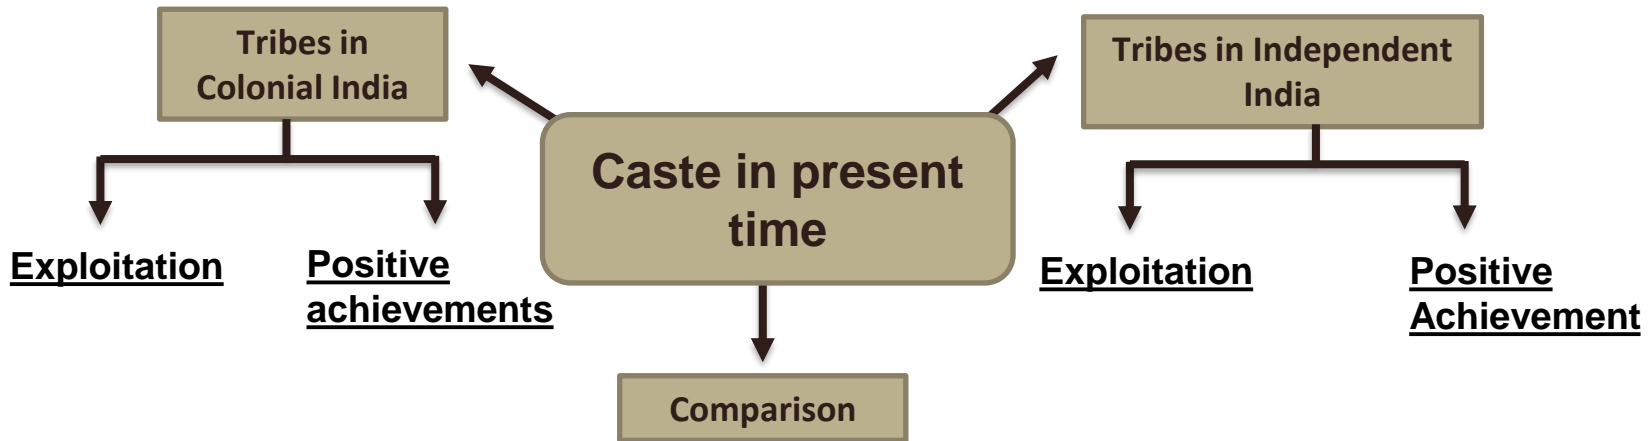 Tribes in
Colonial India
Tribes in Independent
India
Caste in present
time
Exploitation
Positive
achievements
Exploitation
Positive
Achievement
Comparison